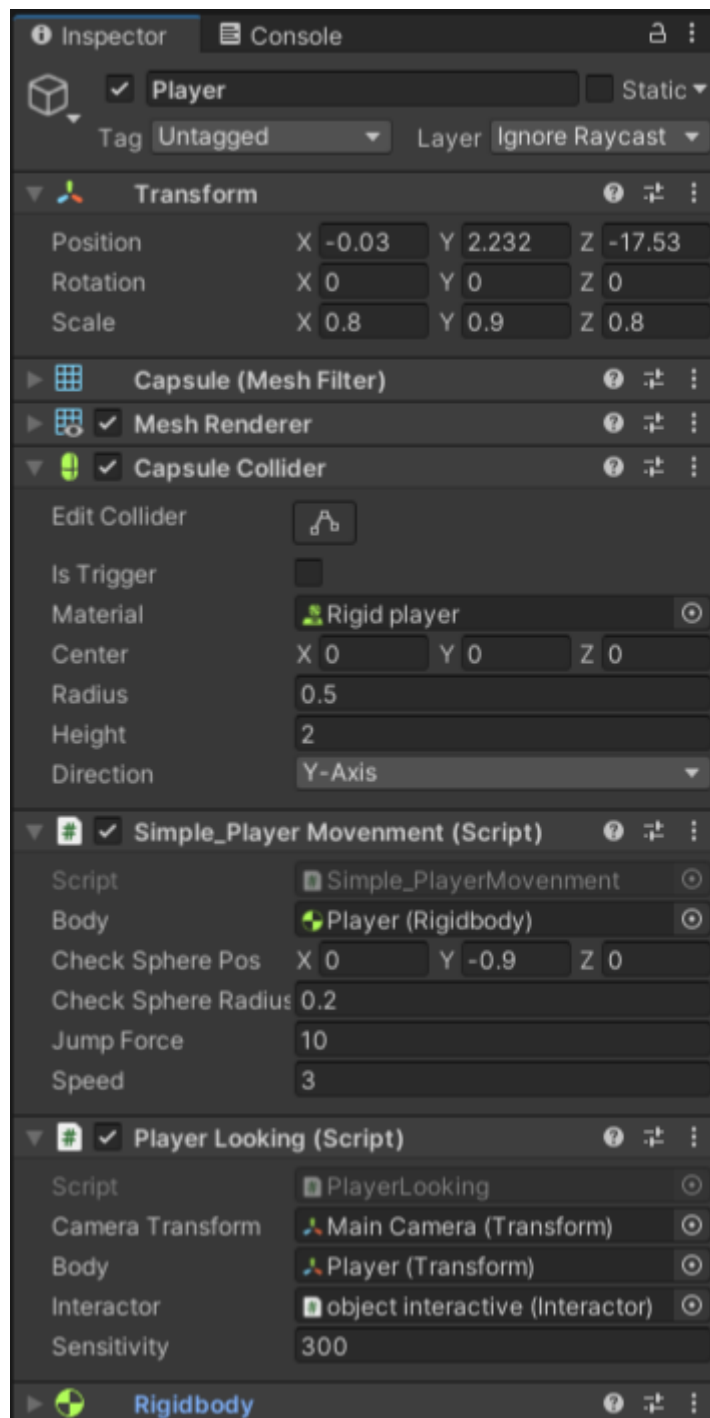 Inspector Console
Player Static
Tag Untagged Layer Ignore Raycast
Transform
Position X -0.03 Y 2.232 Z -17.53
Rotation X 0 Y 0 Z 0
Scale X 0.8 Y 0.9 Z 0.8
Capsule (Mesh Filter)
Mesh Renderer
Capsule Collider
Edit Collider
Is Trigger
Material Rigid player
Center X 0 Y 0 Z 0
Radius 0.5
Height 2
Direction Y-Axis
# Simple_Player Movenment (Script)
Script Simple_PlayerMovenment
Body Player (Rigidbody)
Check Sphere Pos X 0 Y -0.9 Z 0
Check Sphere Radius 0.2
Jump Force 10
Speed 3
# Player Looking (Script)
Script PlayerLooking
Camera Transform Main Camera (Transform)
Body Player (Transform)
Interactor object interactive (Interactor)
Sensitivity 300
Rigidbody